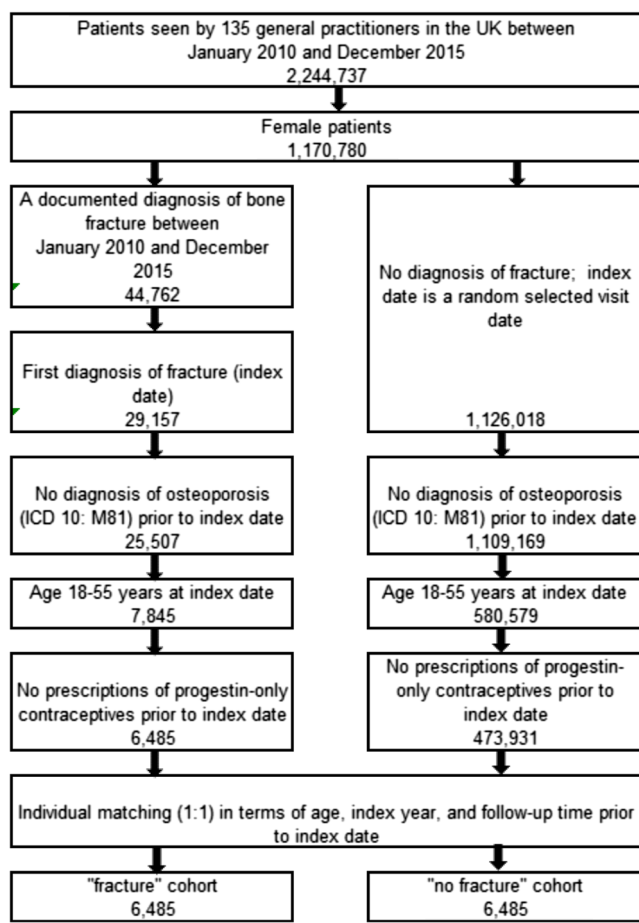 Patients seen by 135 general practitioners in the UK between
January 2010 and December 2015
2,244,737
Female patients
1,170,780
A documented diagnosis of bone
fracture between
January 2010 and December
2015
44,762
No diagnosis of fracture; index
date is a random selected visit
date
1,126,018
First diagnosis of fracture (index
date)
29,157
No diagnosis of osteoporosis
(ICD 10: M81) prior to index date
25,507
No diagnosis of osteoporosis
(ICD 10: M81) prior to index date
1,109,169
Age 18-55 years at index date
7,845
Age 18-55 years at index date
580,579
No prescriptions of progestin-only
contraceptives prior to index date
6,485
No prescriptions of progestin-
only contraceptives prior to
index date
473,931
Individual matching (1:1) in terms of age, index year, and follow-up time prior
to index date
"fracture" cohort
6,485
"no fracture" cohort
6,485